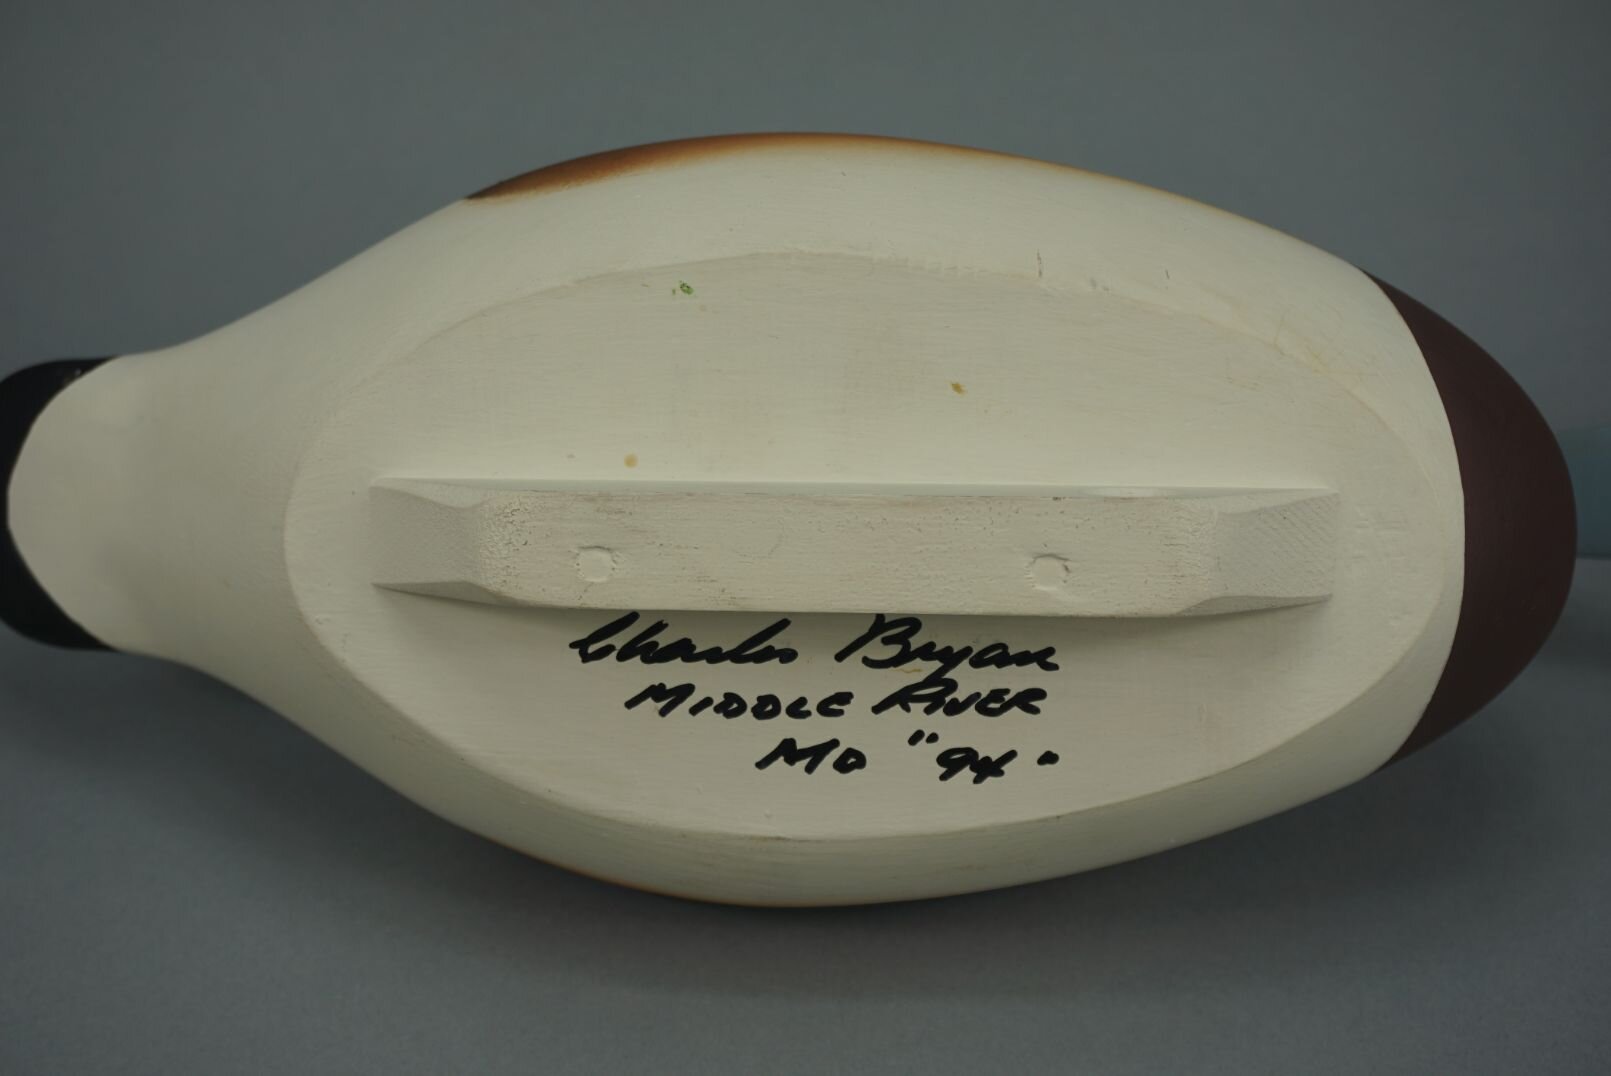 Charles Bryan
MIDDLE RIVER
MD "94"